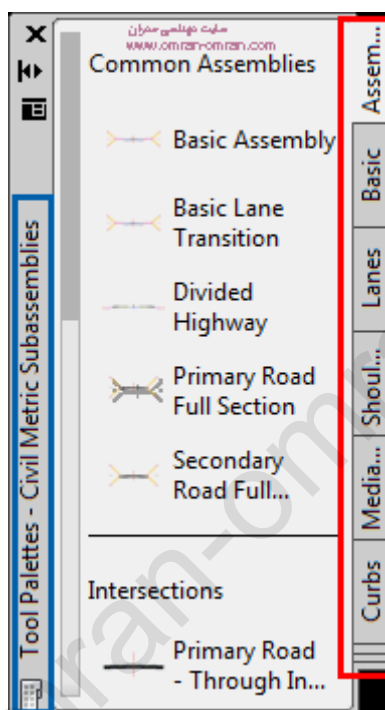 سایت مهندسی عمران
www.omran-omran.com
Common Assemblies
Basic Assembly
Basic Lane
Transition
Divided
Highway
Primary Road
Full Section
Secondary
Road Full...
Intersections
Primary Road
- Through In...
Assem...
Basic
Lanes
Shoul...
Media...
Curbs
Tool Palettes - Civil Metric Subassemblies